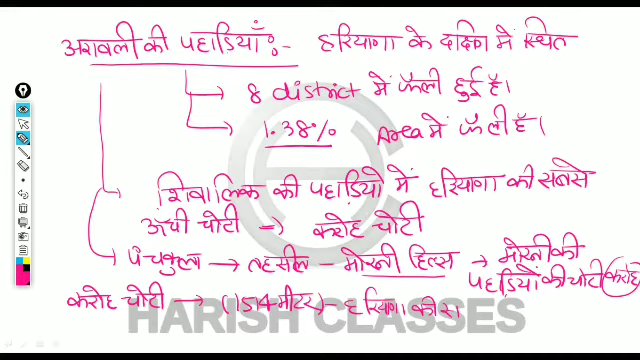 अरावली की पहाडियाँ :- हरियाणा के दक्षिण में स्थित
8 district में फैली हुई है।
1.38% Area में फैली है।
शिवालिक की पहाड़ियो में हरियाणा की सबसे
ऊंची चोटी → करोह चोटी
पंचकुला → तहसील - मोरनी हिल्स → मोरनी की
पहाडियों की चोटी करोह
करोह चोटी → (1514 मीटर) - हरियाणा की स
HARISH CLASSES